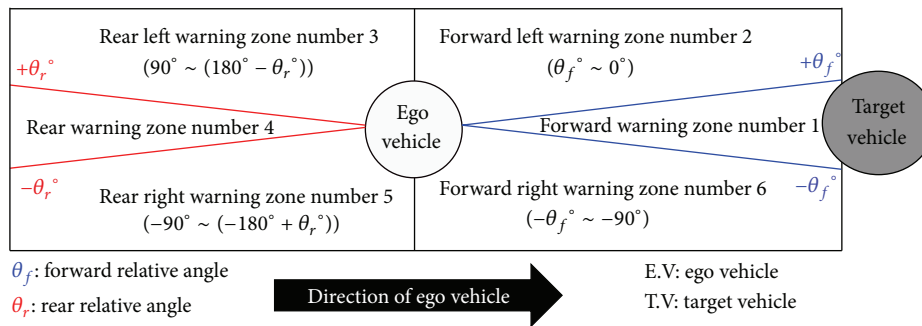 Rear left warning zone number 3
(90° ~ (180° − θr°))
Forward left warning zone number 2
(θf° ~ 0°)
+θr°
+θf°
Rear warning zone number 4
Ego
vehicle
Forward warning zone number 1
Target
vehicle
−θr°
Rear right warning zone number 5
(−90° ~ (−180° + θr°))
Forward right warning zone number 6
(−θf° ~ −90°)
−θf°
θf: forward relative angle
θr: rear relative angle
Direction of ego vehicle
E.V: ego vehicle
T.V: target vehicle